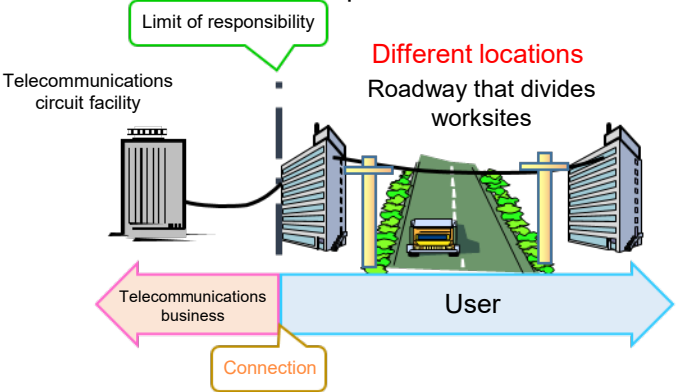 Limit of responsibility
Different locations
Telecommunications
circuit facility
Roadway that divides
worksites
Telecommunications
business
User
Connection